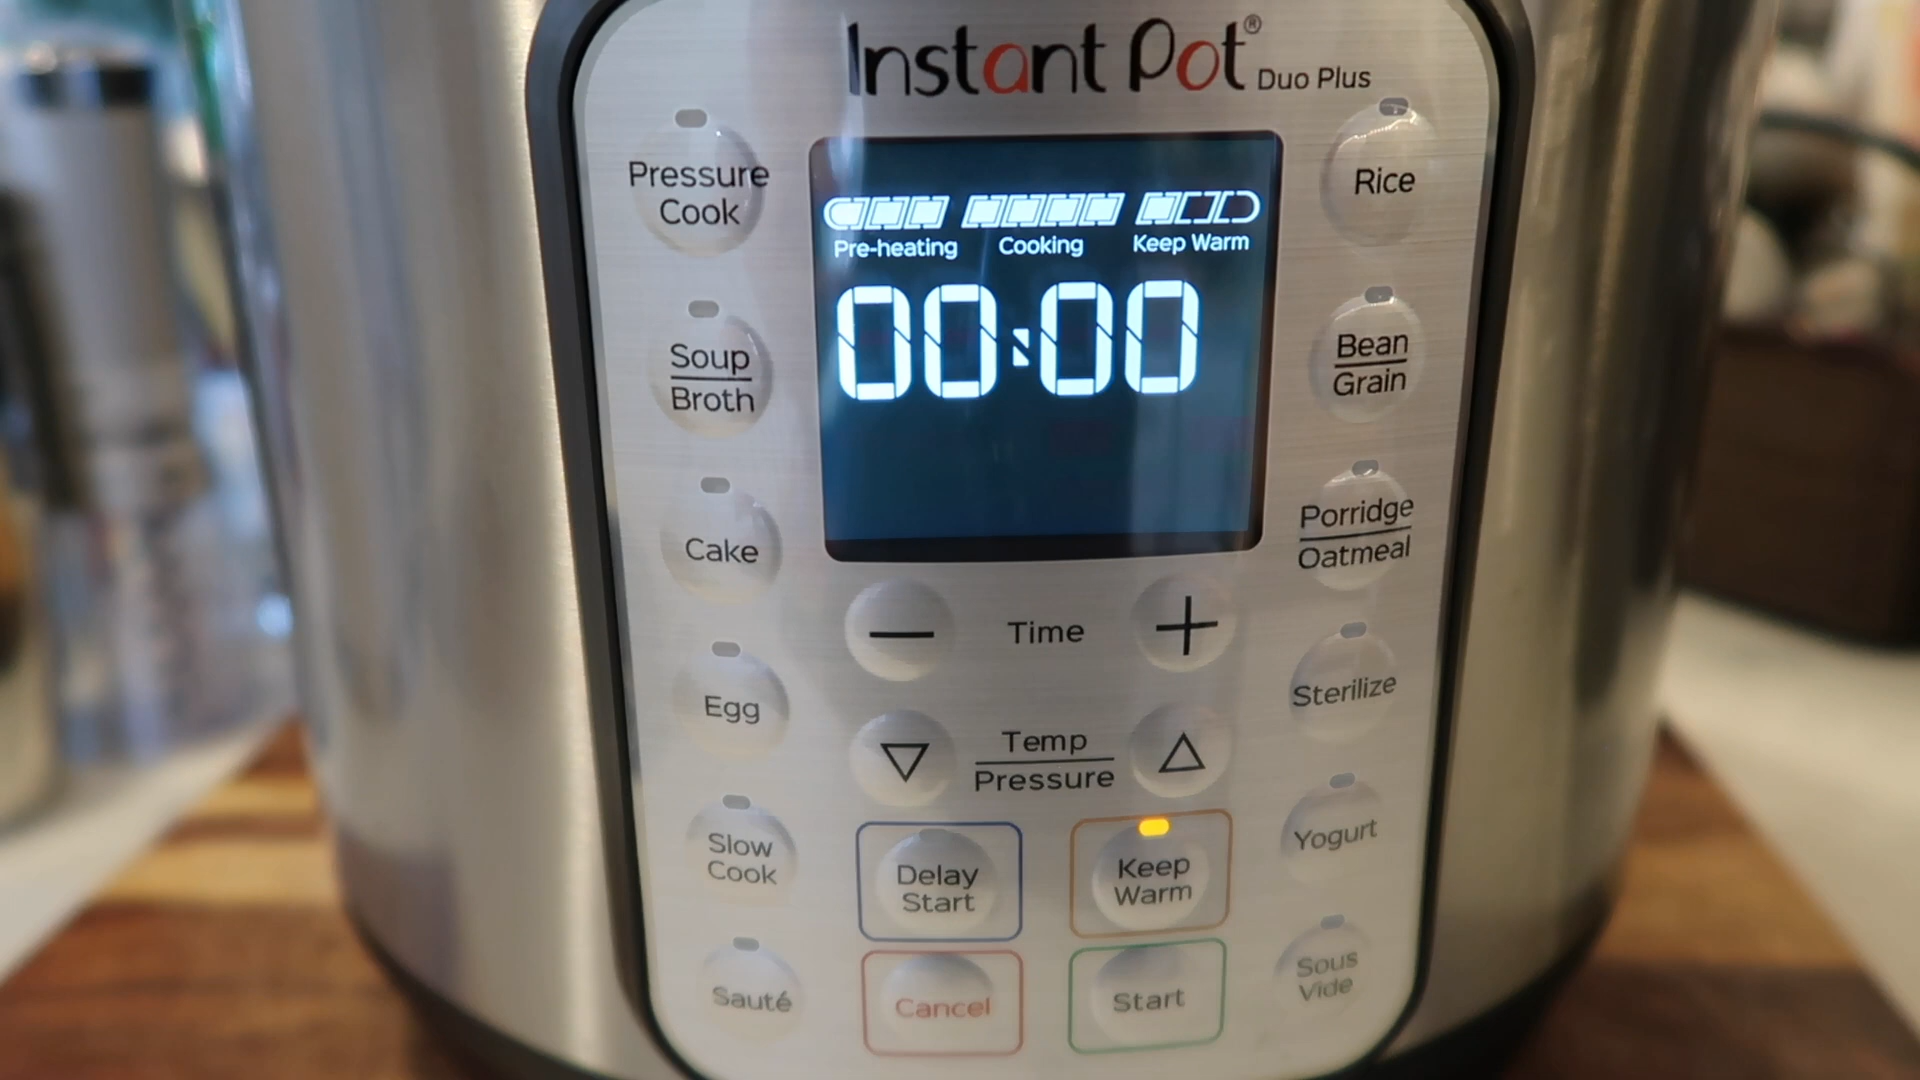 Instant Pot® Duo Plus
Pressure
Cook
Rice
Pre-heating Cooking Keep Warm
00:00
Soup
Broth
Bean
Grain
Cake
Porridge
Oatmeal
− Time +
Egg
Sterilize
Temp
Pressure
Slow
Cook
Delay
Start
Keep
Warm
Yogurt
Sauté
Cancel
Start
Sous
Vide